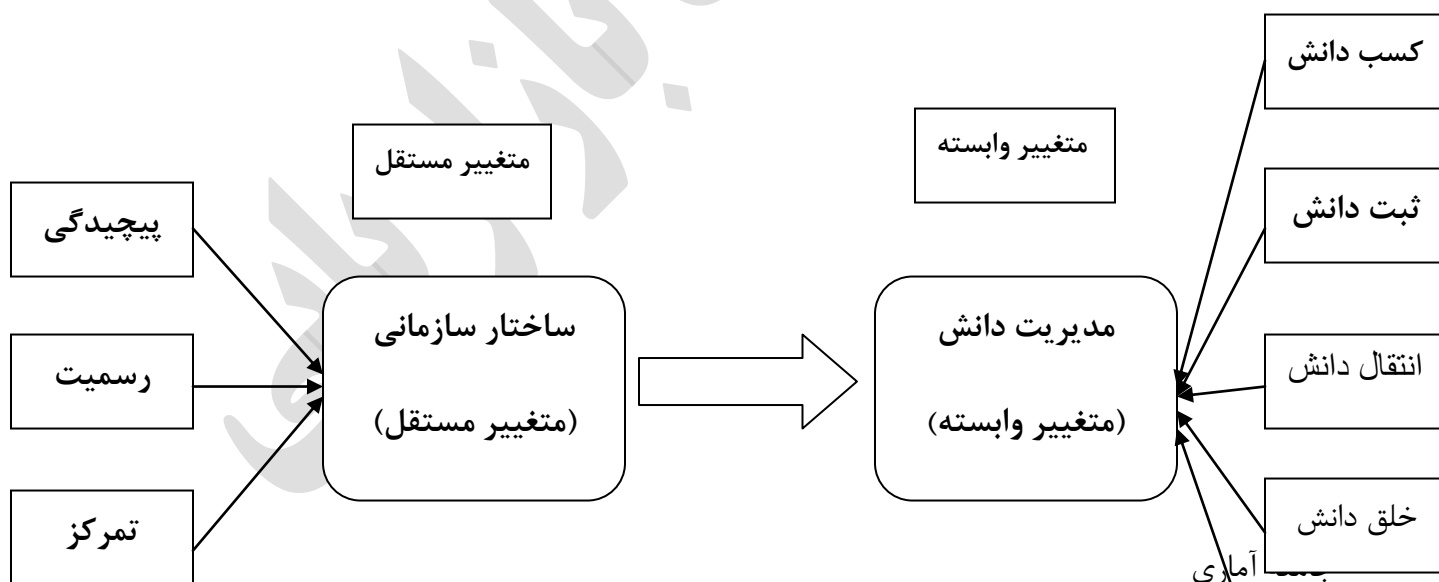 کسب دانش
متغییر وابسته
متغییر مستقل
ثبت دانش
پیچیدگی
مدیریت دانش
(متغییر وابسته)
ساختار سازمانی
(متغییر مستقل)
انتقال دانش
رسمیت
خلق دانش
تمرکز
آماری